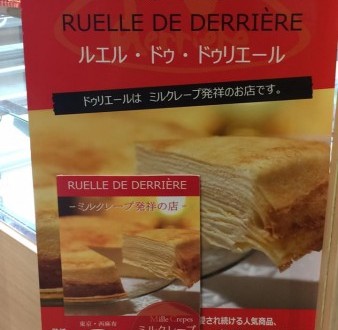 RUELLE DE DERRIÈRE
ルエル・ドゥ・ドゥリエール
ドゥリエールは ミルクレープ発祥のお店です。
RUELLE DE DERRIÈRE
-ミルクレープ発祥の店-
Mille Crepes
東京・西麻布
ミルクレープ
愛され続ける人気商品。